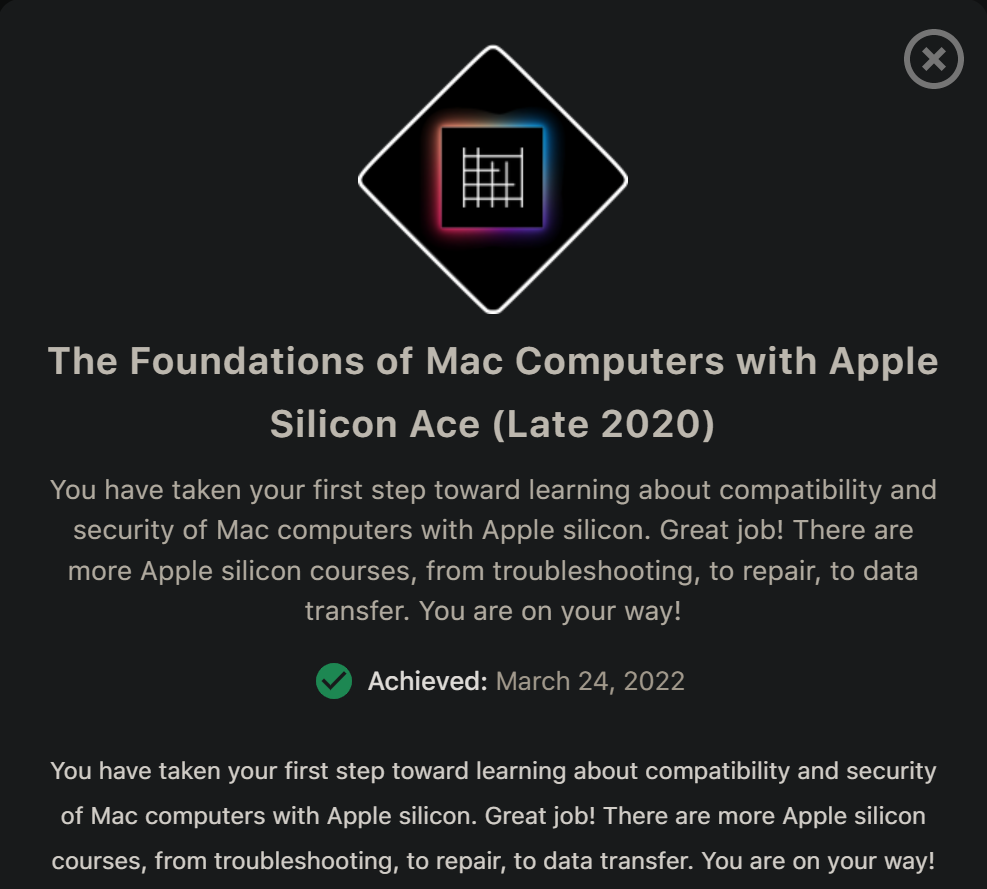 The Foundations of Mac Computers with Apple
Silicon Ace (Late 2020)
You have taken your first step toward learning about compatibility and
security of Mac computers with Apple silicon. Great job! There are
more Apple silicon courses, from troubleshooting, to repair, to data
transfer. You are on your way!
Achieved: March 24, 2022
You have taken your first step toward learning about compatibility and security
of Mac computers with Apple silicon. Great job! There are more Apple silicon
courses, from troubleshooting, to repair, to data transfer. You are on your way!